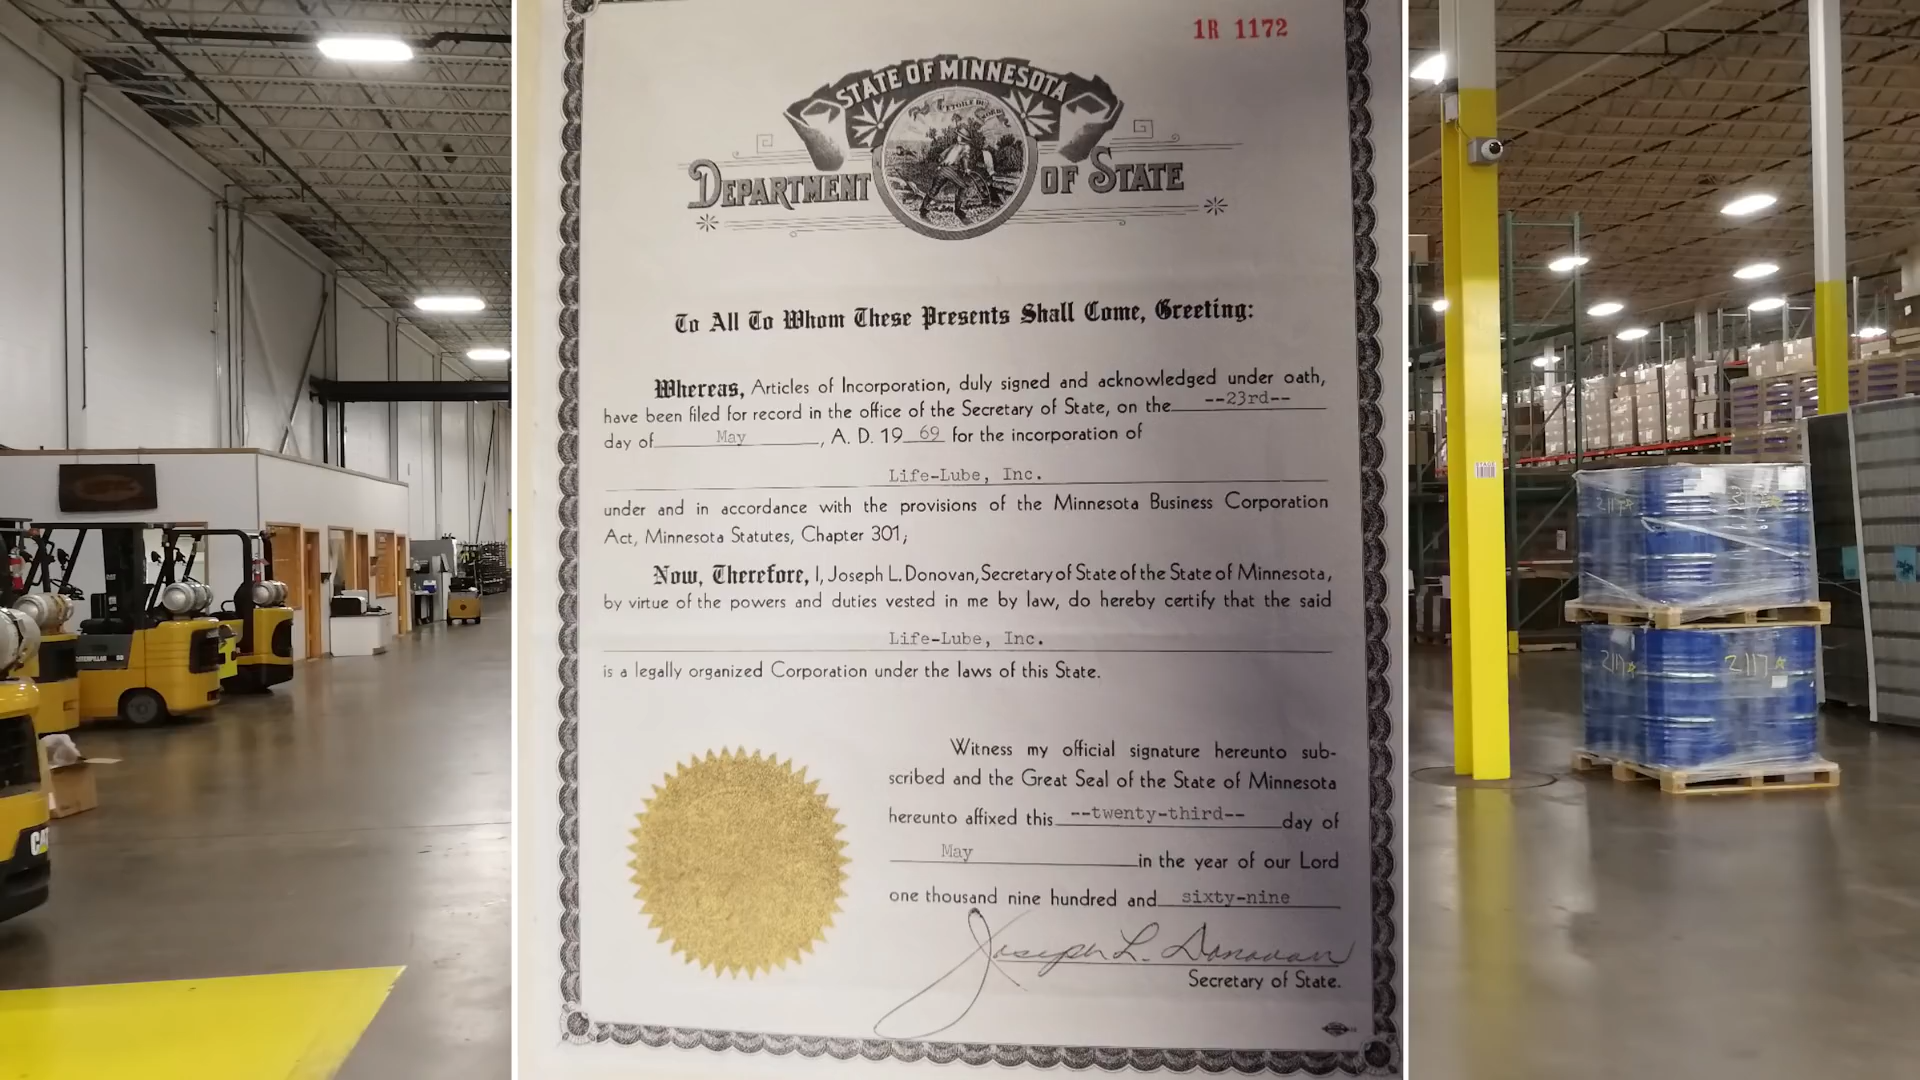 1R 1172
STATE OF MINNESOTA
DEPARTMENT OF STATE
To All To Whom These Presents Shall Come, Greeting:
Whereas, Articles of Incorporation, duly signed and acknowledged under oath,
have been filed for record in the office of the Secretary of State, on the --23rd--
day of May, A. D. 19 69 for the incorporation of
Life-Lube, Inc.
under and in accordance with the provisions of the Minnesota Business Corporation
Act, Minnesota Statutes, Chapter 301;
Now, Therefore, I, Joseph L. Donovan, Secretary of State of the State of Minnesota,
by virtue of the powers and duties vested in me by law, do hereby certify that the said
Life-Lube, Inc.
is a legally organized Corporation under the laws of this State.
Witness my official signature hereunto sub-
scribed and the Great Seal of the State of Minnesota
hereunto affixed this --twenty-third-- day of
May in the year of our Lord
one thousand nine hundred and sixty-nine
Joseph L. Donovan
Secretary of State.
CATERPILLAR
CAT
2117
2117
2117